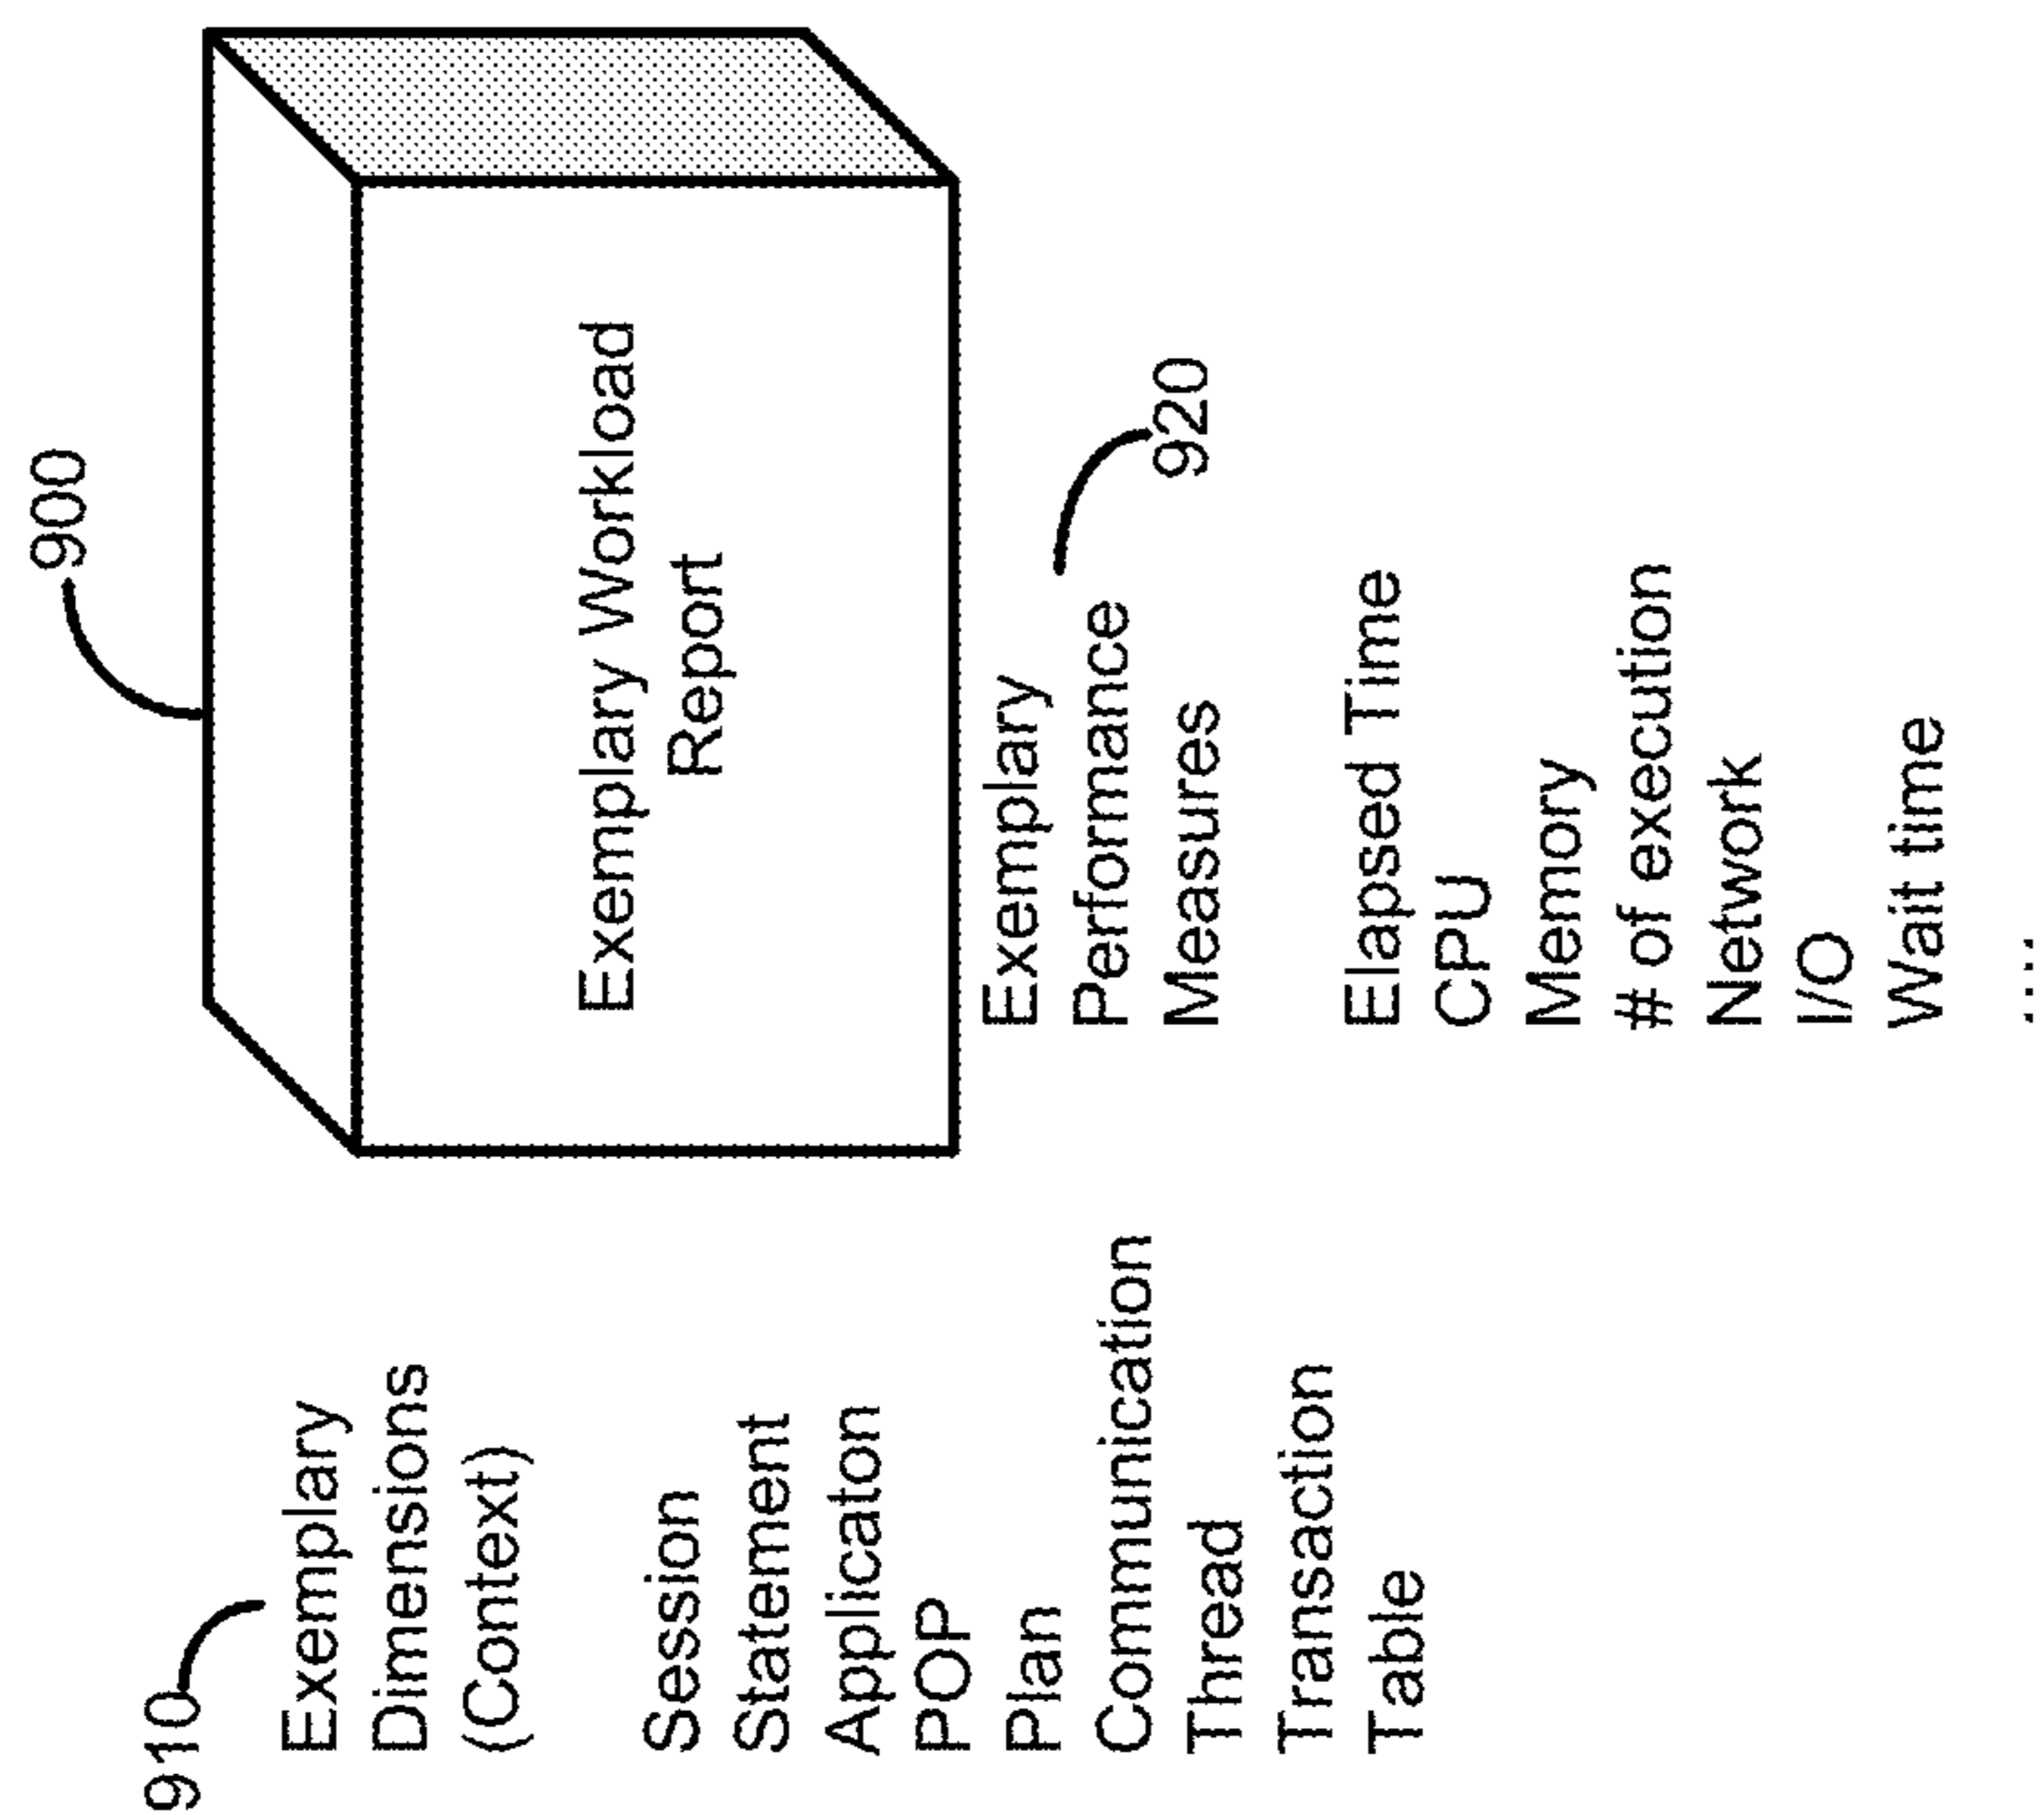 900
Exemplary Workload
Report
910
Exemplary
Dimensions
(Context)
Session
Statement
Applicaton
POP
Plan
Communication
Thread
Transaction
Table
920
Exemplary
Performance
Measures
Elapsed Time
CPU
Memory
# of execution
Network
I/O
Wait time
....